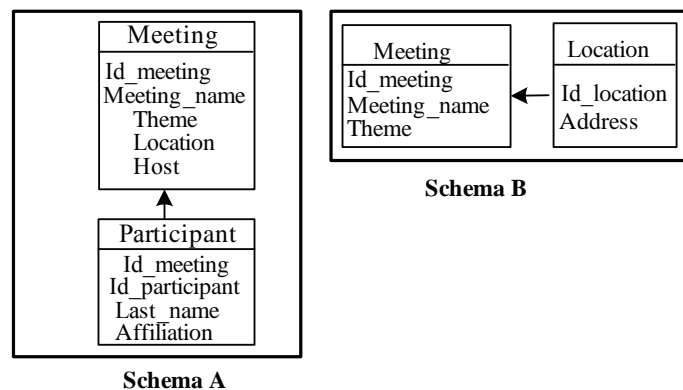 Meeting
Id_meeting
Meeting_name
Theme
Location
Host
Participant
Id_meeting
Id_participant
Last_name
Affiliation
Schema A
Meeting
Id_meeting
Meeting_name
Theme
Location
Id_location
Address
Schema B